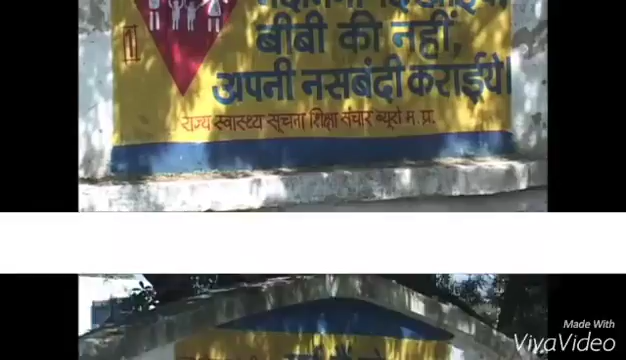 बीबी की नहीं,
अपनी नसबंदी कराईये।
राज्य स्वास्थ्य सूचना शिक्षा संचार ब्यूरो म. प्र.
Made With
VivaVideo